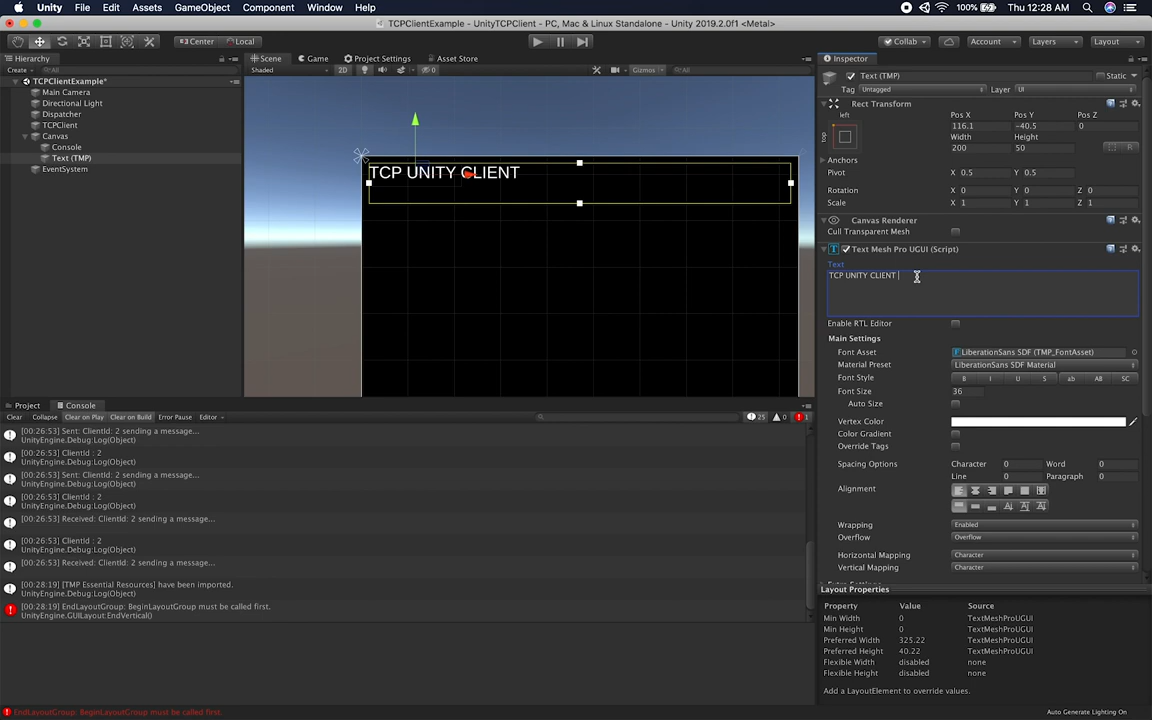 Unity File Edit Assets GameObject Component Window Help 100% Thu 12:28 AM
TCPClientExample - UnityTCPClient - PC, Mac & Linux Standalone - Unity 2019.2.0f1 <Metal>
Center Local Collab Account Layers Layout
Hierarchy
Create All
TCPClientExample*
Main Camera
Directional Light
Dispatcher
TCPClient
Canvas
Console
Text (TMP)
EventSystem
Scene Game Project Settings Asset Store
Shaded 2D 0 Gizmos All
TCP UNITY CLIENT
Project Console
Clear Collapse Clear on Play Clear on Build Error Pause Editor 25 0 1
[00:26:53] Sent: ClientId: 2 sending a message...
UnityEngine.Debug:Log(Object)
[00:26:53] ClientId : 2
UnityEngine.Debug:Log(Object)
[00:26:53] Sent: ClientId: 2 sending a message...
UnityEngine.Debug:Log(Object)
[00:26:53] ClientId : 2
UnityEngine.Debug:Log(Object)
[00:26:53] Received: ClientId: 2 sending a message...
[00:26:53] ClientId : 2
UnityEngine.Debug:Log(Object)
[00:26:53] Received: ClientId: 2 sending a message...
[00:28:19] [TMP Essential Resources] have been imported.
UnityEngine.Debug:Log(Object)
[00:28:19] EndLayoutGroup: BeginLayoutGroup must be called first.
UnityEngine.GUILayout:EndVertical()
EndLayoutGroup: BeginLayoutGroup must be called first.
Inspector
Text (TMP) Static
Tag Untagged Layer UI
Rect Transform
left Pos X Pos Y Pos Z
top 116.1 -40.5 0
Width Height
200 50
R
Anchors
Pivot X 0.5 Y 0.5
Rotation X 0 Y 0 Z 0
Scale X 1 Y 1 Z 1
Canvas Renderer
Cull Transparent Mesh
Text Mesh Pro UGUI (Script)
Text
TCP UNITY CLIENT
Enable RTL Editor
Main Settings
Font Asset LiberationSans SDF (TMP_FontAsset)
Material Preset LiberationSans SDF Material
Font Style B I U S ab AB SC
Font Size 36
Auto Size
Vertex Color
Color Gradient
Override Tags
Spacing Options Character 0 Word 0
Line 0 Paragraph 0
Alignment
Wrapping Enabled
Overflow Overflow
Horizontal Mapping Character
Vertical Mapping Character
Layout Properties
Property Value Source
Min Width 0 TextMeshProUGUI
Min Height 0 TextMeshProUGUI
Preferred Width 325.22 TextMeshProUGUI
Preferred Height 40.22 TextMeshProUGUI
Flexible Width disabled none
Flexible Height disabled none
Add a LayoutElement to override values.
Auto Generate Lighting On